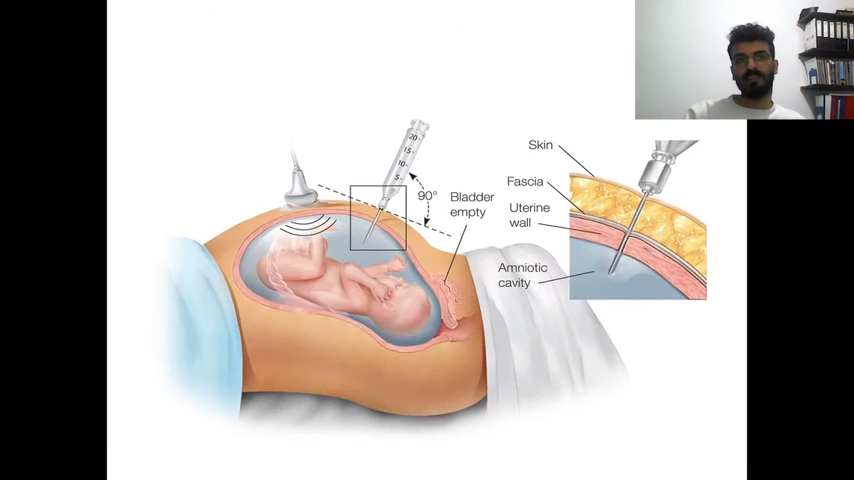 20
15
10
5
90°
Bladder
empty
Skin
Fascia
Uterine
wall
Amniotic
cavity